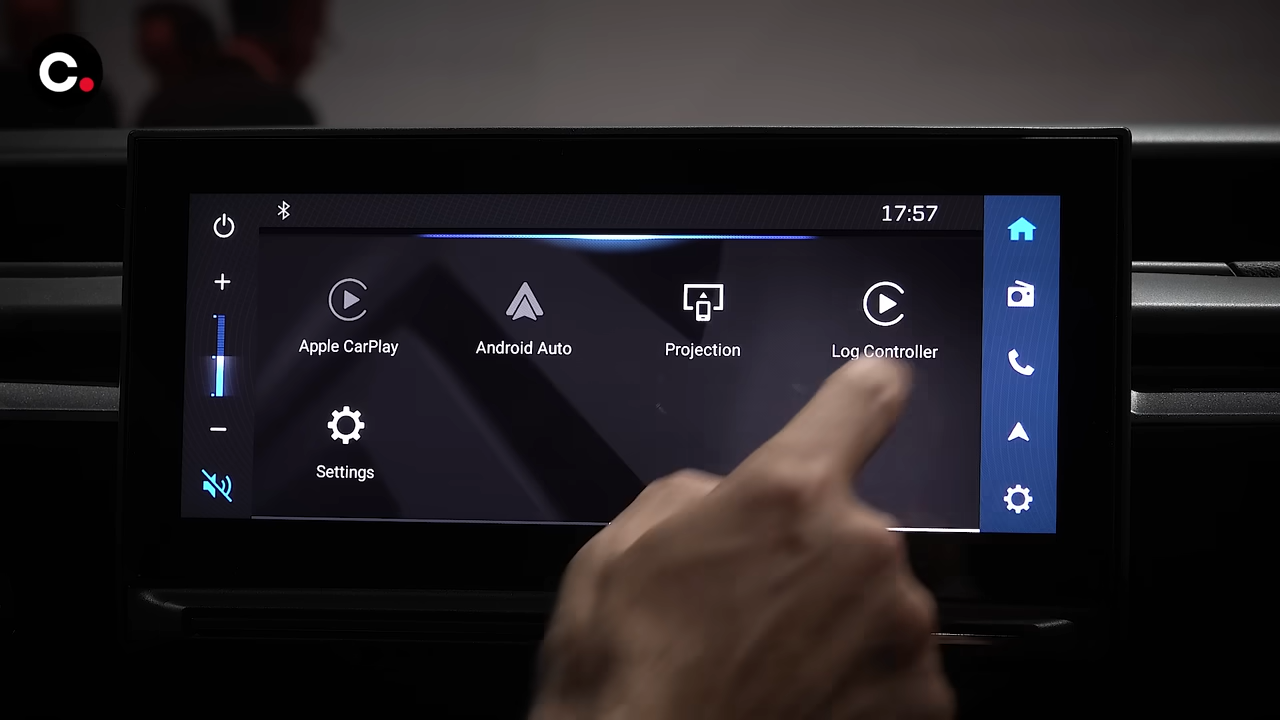 C.
17:57
Apple CarPlay
Android Auto
Projection
Log Controller
Settings